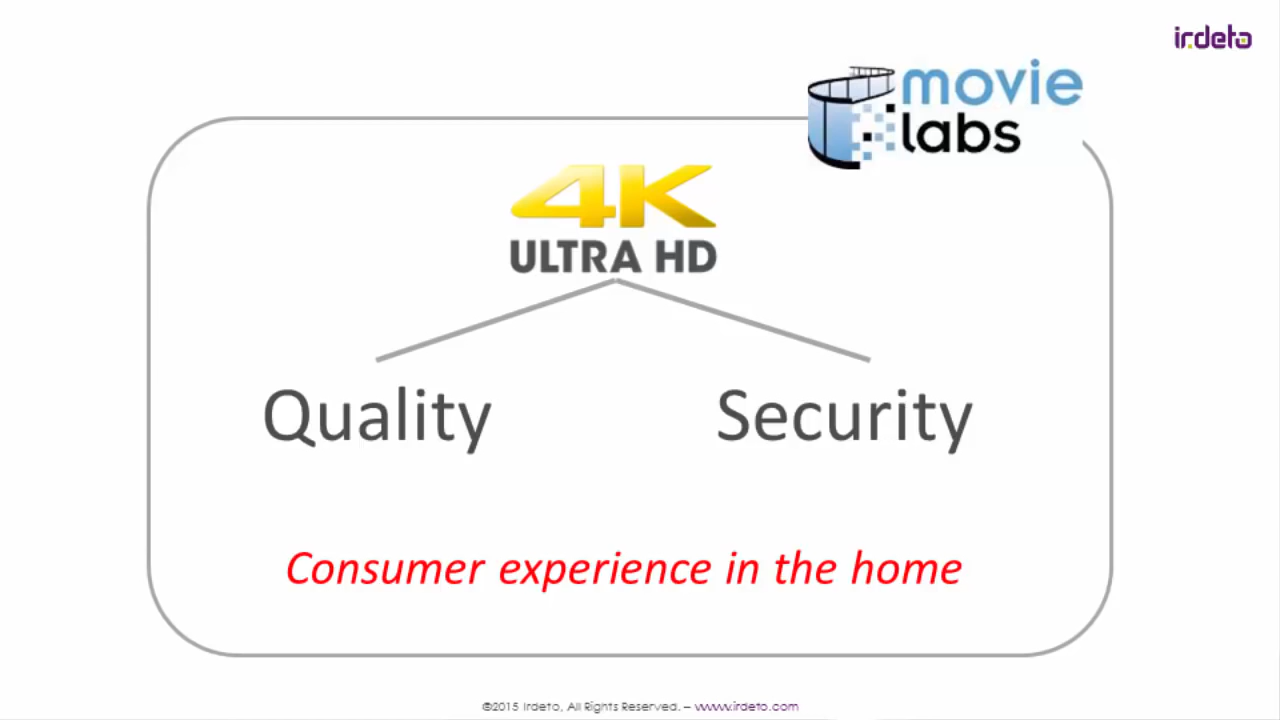 irdeto
movie
labs
4K
ULTRA HD
Quality
Security
Consumer experience in the home
©2015 Irdeto, All Rights Reserved. – www.irdeto.com